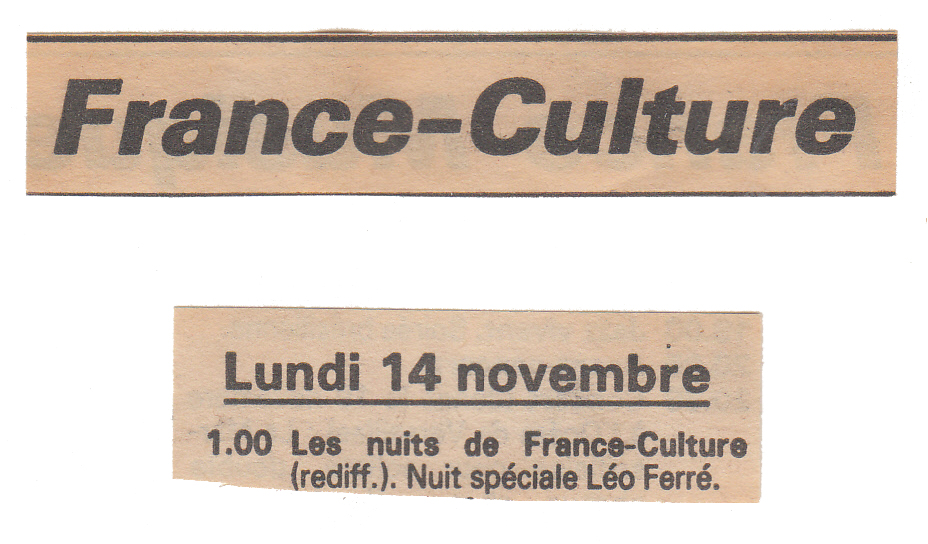 France-Culture
Lundi 14 novembre
1.00 Les nuits de France-Culture
(rediff.). Nuit spéciale Léo Ferré.